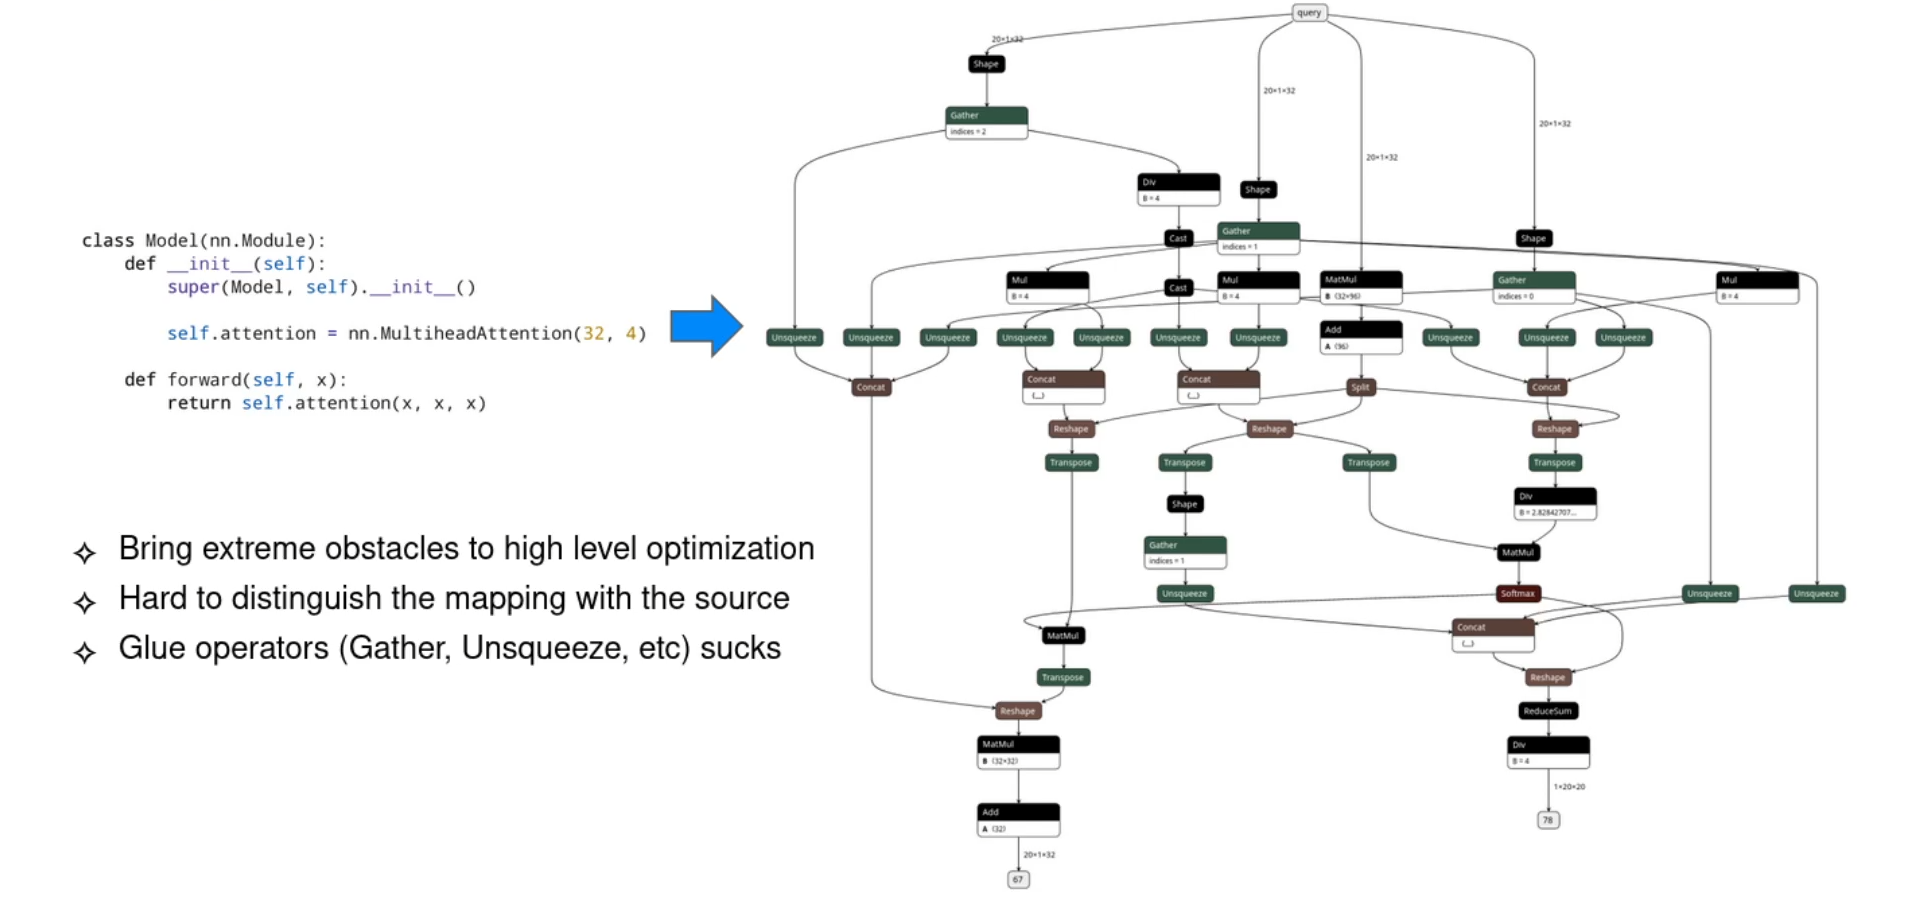 class Model(nn.Module):
def __init__(self):
super(Model, self).__init__()
self.attention = nn.MultiheadAttention(32, 4)
def forward(self, x):
return self.attention(x, x, x)
✧ Bring extreme obstacles to high level optimization
✧ Hard to distinguish the mapping with the source
✧ Glue operators (Gather, Unsqueeze, etc) sucks
query
20×1×32
Shape
20×1×32
Gather
indices = 2
20×1×32
20×1×32
Div
B = 4
Shape
Cast
Gather
indices = 1
Shape
Mul
B = 4
Cast
Mul
B = 4
MatMul
B ⟨32×96⟩
Gather
indices = 0
Mul
B = 4
Add
A ⟨96⟩
Unsqueeze
Unsqueeze
Unsqueeze
Unsqueeze
Unsqueeze
Unsqueeze
Unsqueeze
Unsqueeze
Unsqueeze
Unsqueeze
Concat
Concat
⟨...⟩
Concat
⟨...⟩
Split
Concat
Reshape
Reshape
Reshape
Transpose
Transpose
Transpose
Transpose
Shape
Div
B = 2.82842707...
Gather
indices = 1
MatMul
Unsqueeze
Softmax
Unsqueeze
Unsqueeze
MatMul
Concat
⟨...⟩
Transpose
Reshape
Reshape
ReduceSum
MatMul
B ⟨32×32⟩
Div
B = 4
1×20×20
Add
A ⟨32⟩
78
20×1×32
67